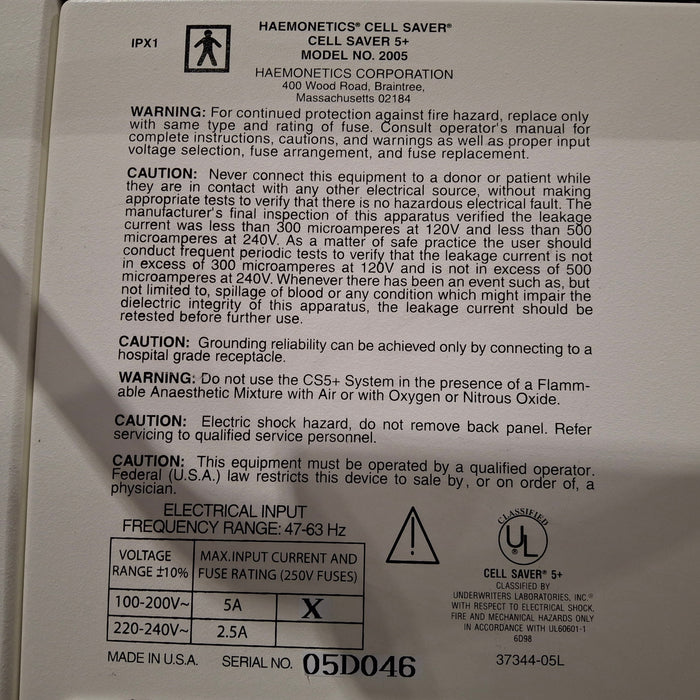 IPX1
HAEMONETICS® CELL SAVER®
CELL SAVER 5+
MODEL NO. 2005
HAEMONETICS CORPORATION
400 Wood Road, Braintree,
Massachusetts 02184
WARNING: For continued protection against fire hazard, replace only
with same type and rating of fuse. Consult operator's manual for
complete instructions, cautions, and warnings as well as proper input
voltage selection, fuse arrangement, and fuse replacement.
CAUTION: Never connect this equipment to a donor or patient while
they are in contact with any other electrical source, without making
appropriate tests to verify that there is no hazardous electrical fault. The
manufacturer's final inspection of this apparatus verified the leakage
current was less than 300 microamperes at 120V and less than 500
microamperes at 240V. As a matter of safe practice the user should
conduct frequent periodic tests to verify that the leakage current is not
in excess of 300 microamperes at 120V and is not in excess of 500
microamperes at 240V. Whenever there has been an event such as, but
not limited to, spillage of blood or any condition which might impair the
dielectric integrity of this apparatus, the leakage current should be
retested before further use.
CAUTION: Grounding reliability can be achieved only by connecting to a
hospital grade receptacle.
WARNING: Do not use the CS5+ System in the presence of a Flamm-
able Anaesthetic Mixture with Air or with Oxygen or Nitrous Oxide.
CAUTION: Electric shock hazard, do not remove back panel. Refer
servicing to qualified service personnel.
CAUTION: This equipment must be operated by a qualified operator.
Federal (U.S.A.) law restricts this device to sale by, or on order of, a
physician.
ELECTRICAL INPUT
FREQUENCY RANGE: 47-63 Hz
VOLTAGE RANGE ±10% MAX.INPUT CURRENT AND FUSE RATING (250V FUSES)
100-200V~ 5A X
220-240V~ 2.5A
CLASSIFIED
UL®
CELL SAVER® 5+
CLASSIFIED BY
UNDERWRITERS LABORATORIES, INC.®
WITH RESPECT TO ELECTRICAL SHOCK,
FIRE AND MECHANICAL HAZARDS ONLY
IN ACCORDANCE WITH UL60601-1
6D98
MADE IN U.S.A. SERIAL NO. 05D046
37344-05L